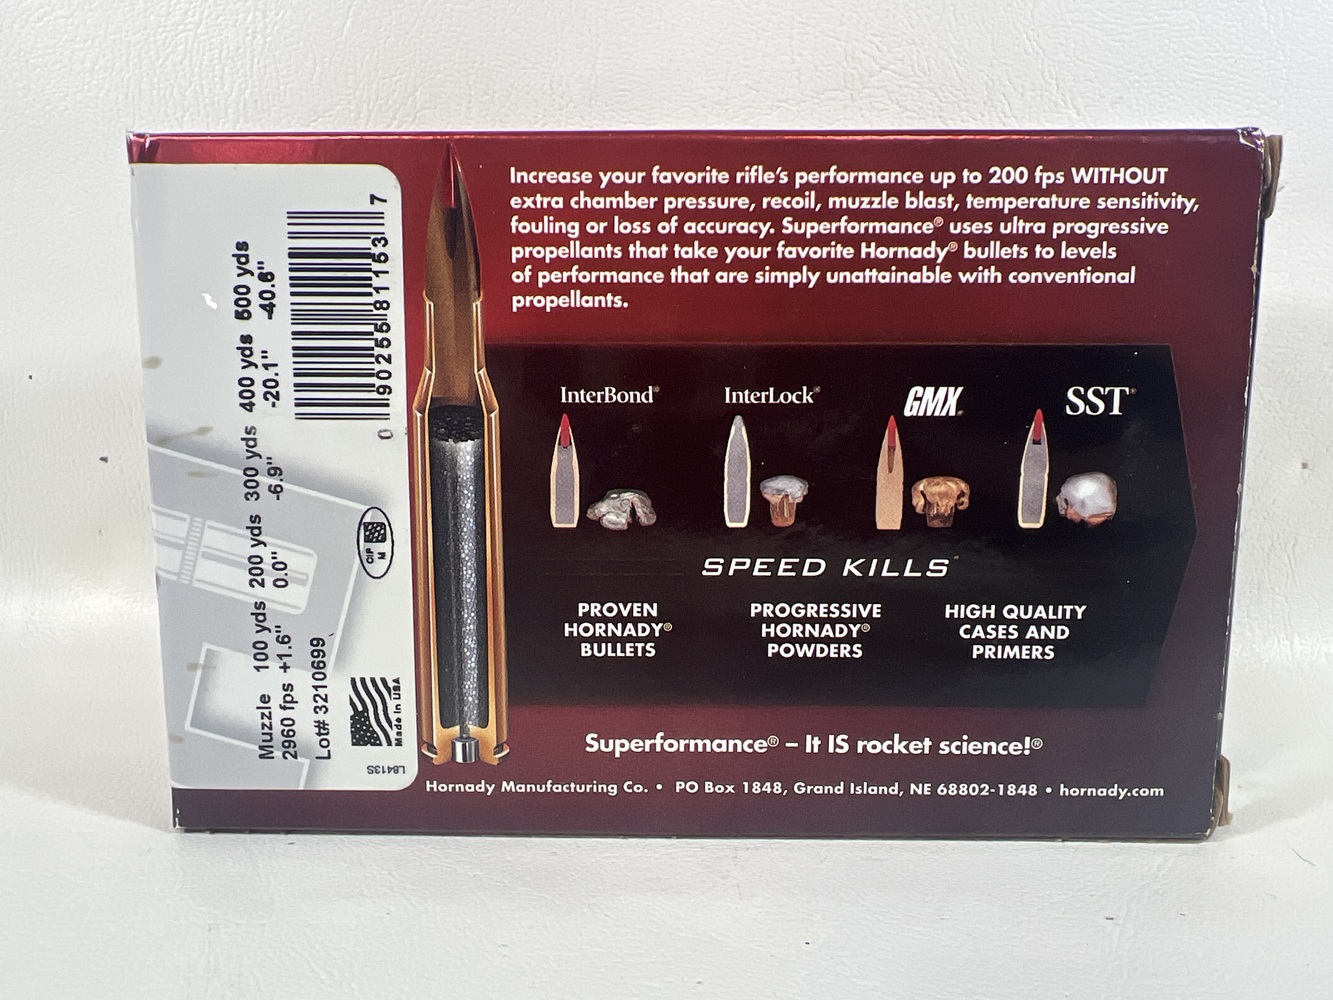 Increase your favorite rifle's performance up to 200 fps WITHOUT
extra chamber pressure, recoil, muzzle blast, temperature sensitivity,
fouling or loss of accuracy. Superformance® uses ultra progressive
propellants that take your favorite Hornady® bullets to levels
of performance that are simply unattainable with conventional
propellants.
InterBond®
InterLock®
GMX®
SST®
SPEED KILLS™
PROVEN
HORNADY®
BULLETS
PROGRESSIVE
HORNADY®
POWDERS
HIGH QUALITY
CASES AND
PRIMERS
Superformance® – It IS rocket science!®
Hornady Manufacturing Co. • PO Box 1848, Grand Island, NE 68802-1848 • hornady.com
Muzzle 100 yds 200 yds 300 yds 400 yds 500 yds
2960 fps +1.6" 0.0" -6.9" -20.1" -40.6"
Lot# 3210699
0 90255 81153 7
CIP
M
Made In USA
LB413S